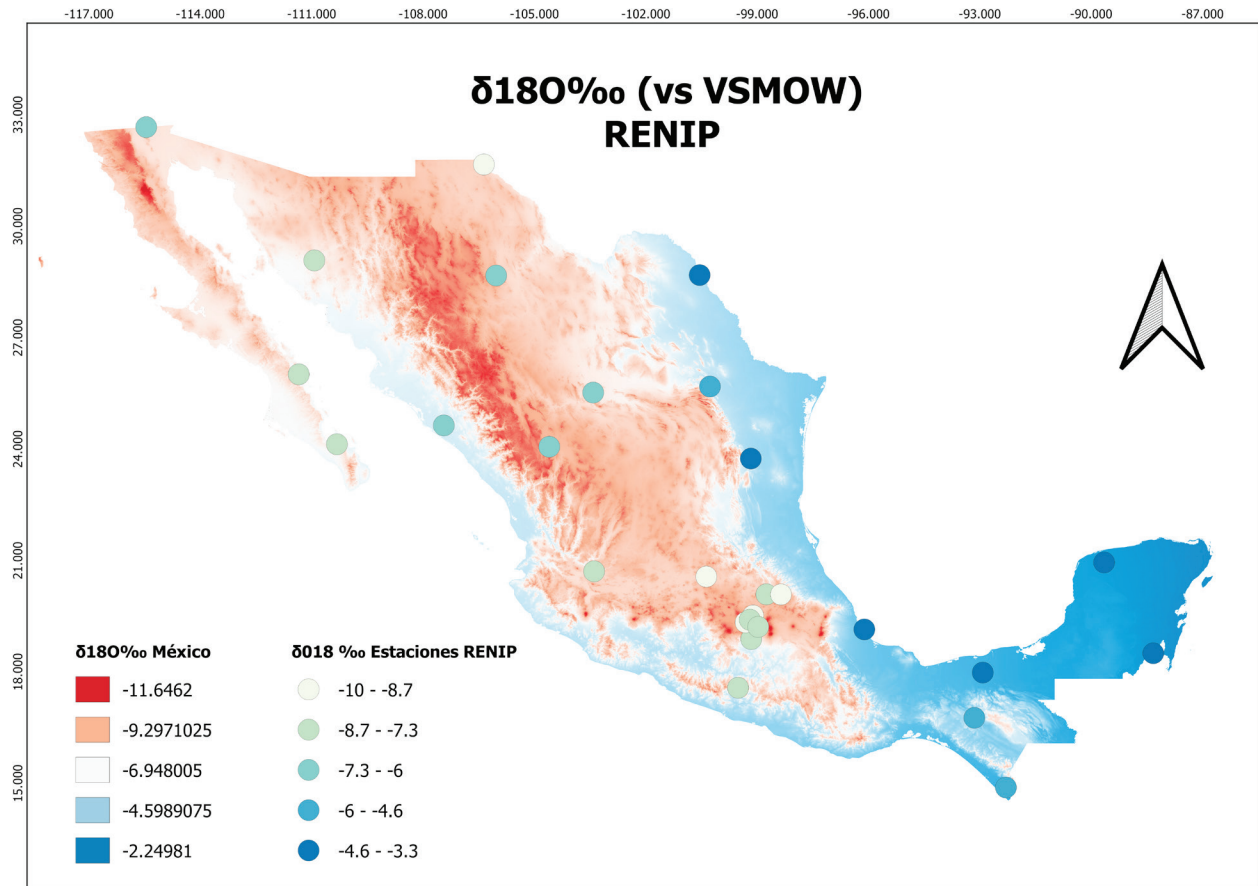 -117.000 -114.000 -111.000 -108.000 -105.000 -102.000 -99.000 -96.000 -93.000 -90.000 -87.000
δ18O‰ (vs VSMOW)
RENIP
33.000
30.000
27.000
24.000
21.000
18.000
15.000
δ18O‰ México
-11.6462
-9.2971025
-6.948005
-4.5989075
-2.24981
δ018 ‰ Estaciones RENIP
-10 - -8.7
-8.7 - -7.3
-7.3 - -6
-6 - -4.6
-4.6 - -3.3